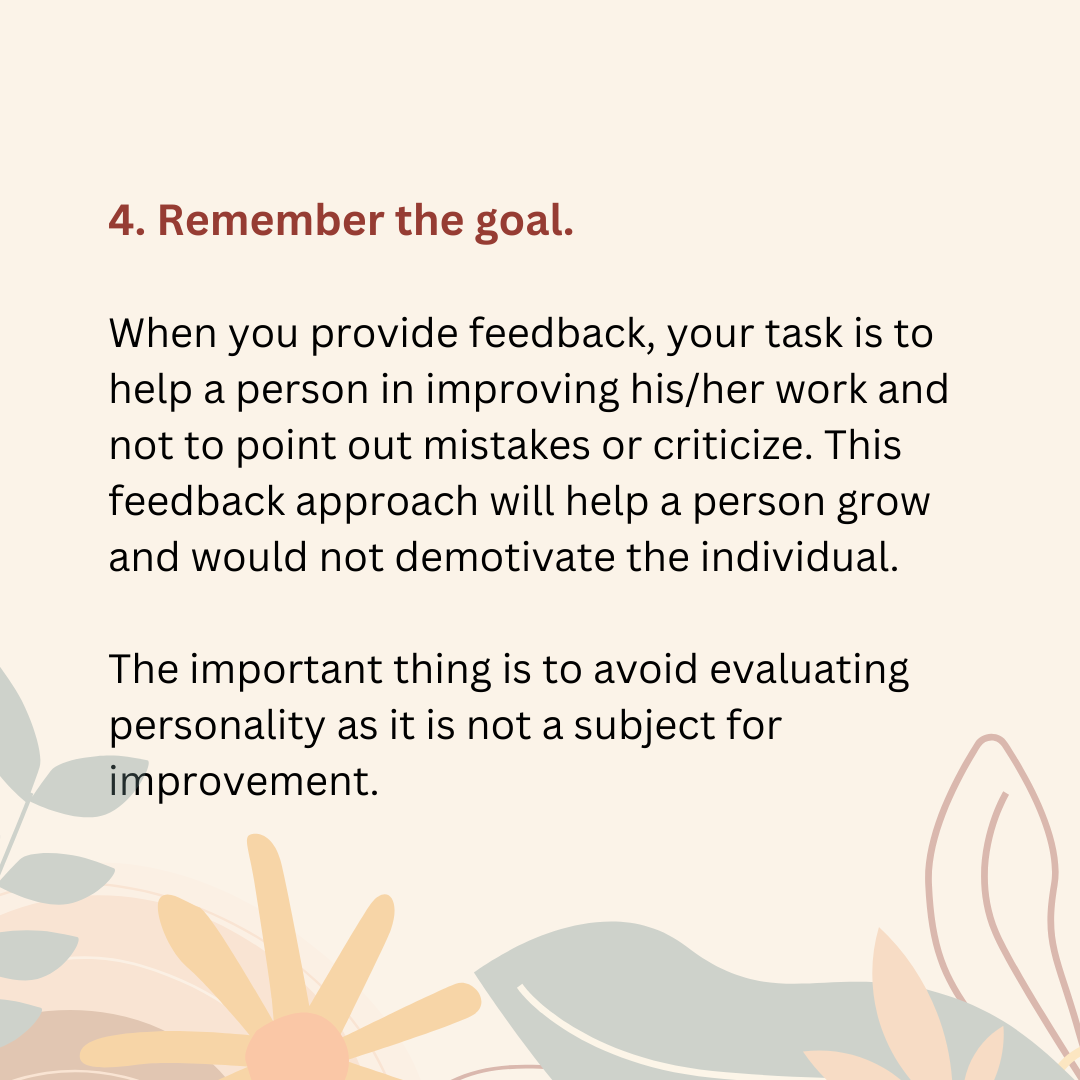 4. Remember the goal.
When you provide feedback, your task is to
help a person in improving his/her work and
not to point out mistakes or criticize. This
feedback approach will help a person grow
and would not demotivate the individual.
The important thing is to avoid evaluating
personality as it is not a subject for
improvement.